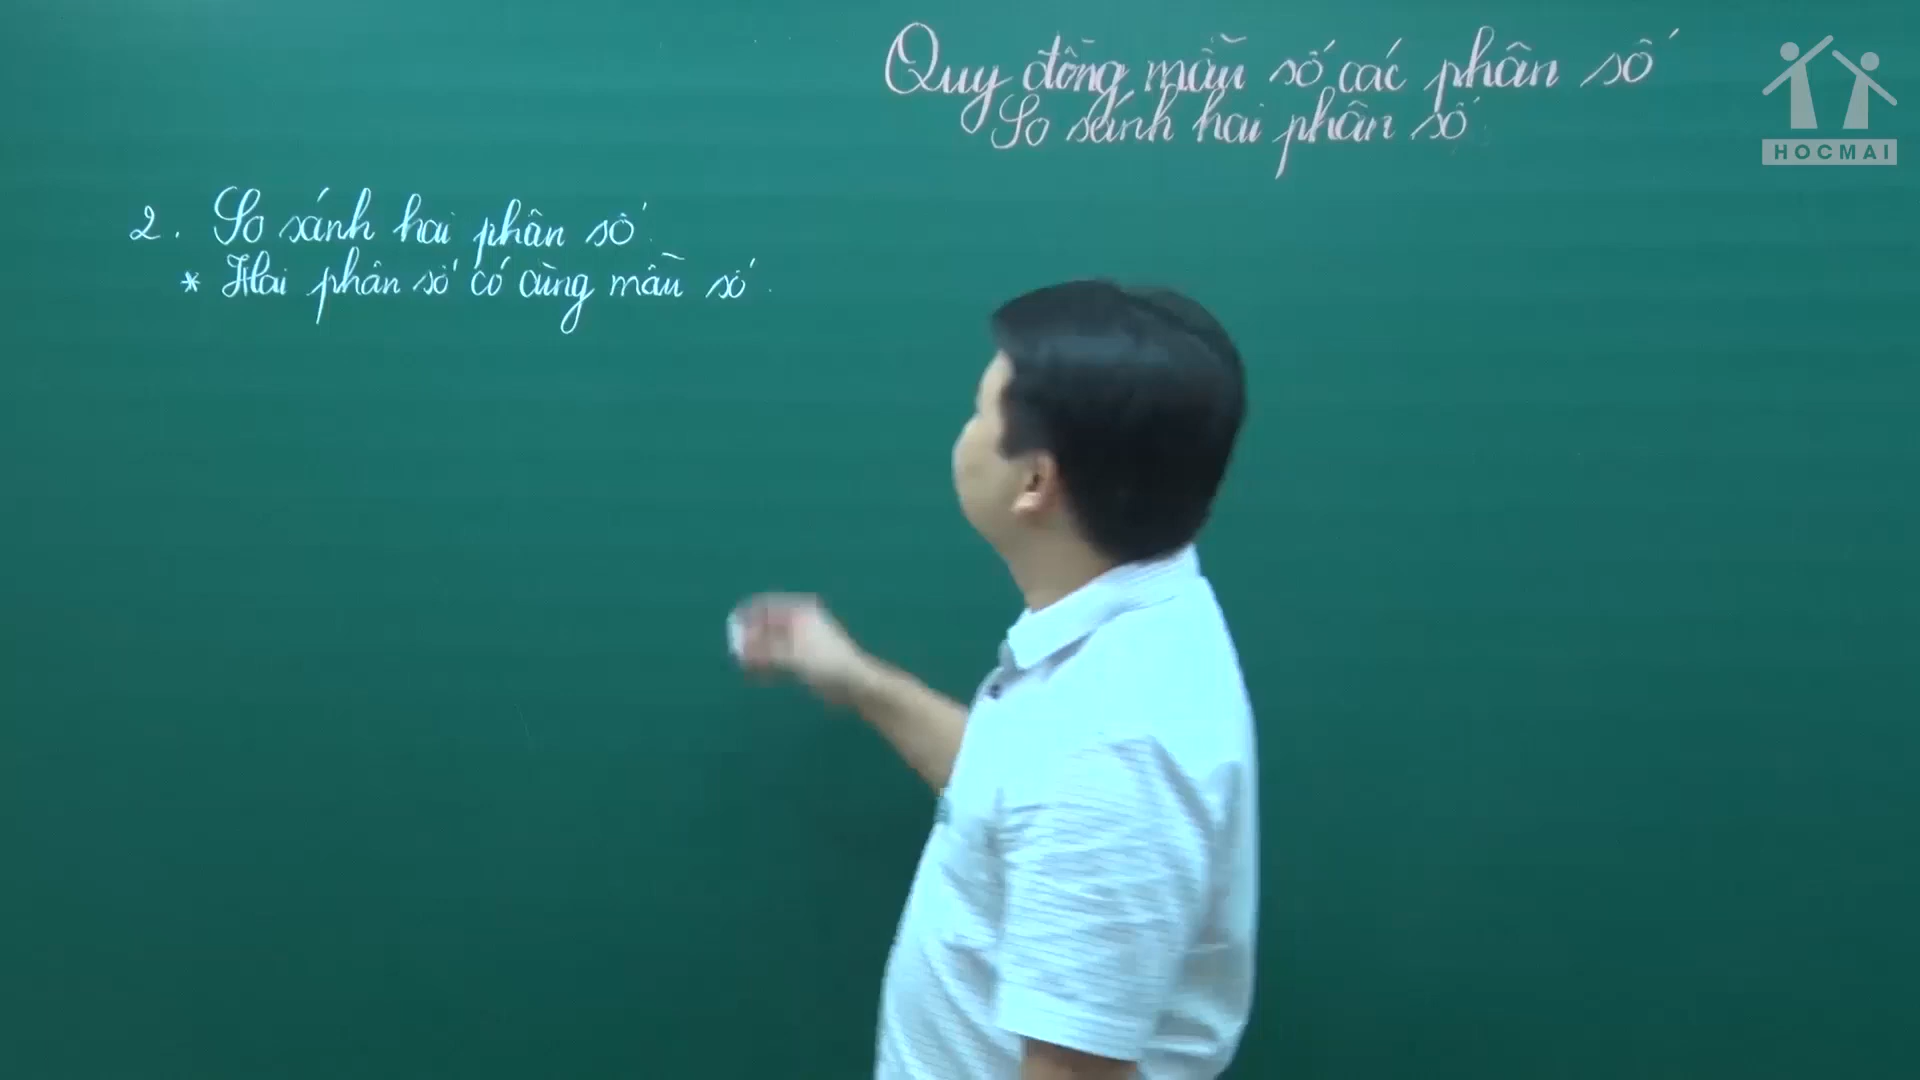 Quy đồng mẫu số các phân số
So sánh hai phân số
HOCMAI
2. So sánh hai phân số.
* Hai phân số có cùng mẫu số.